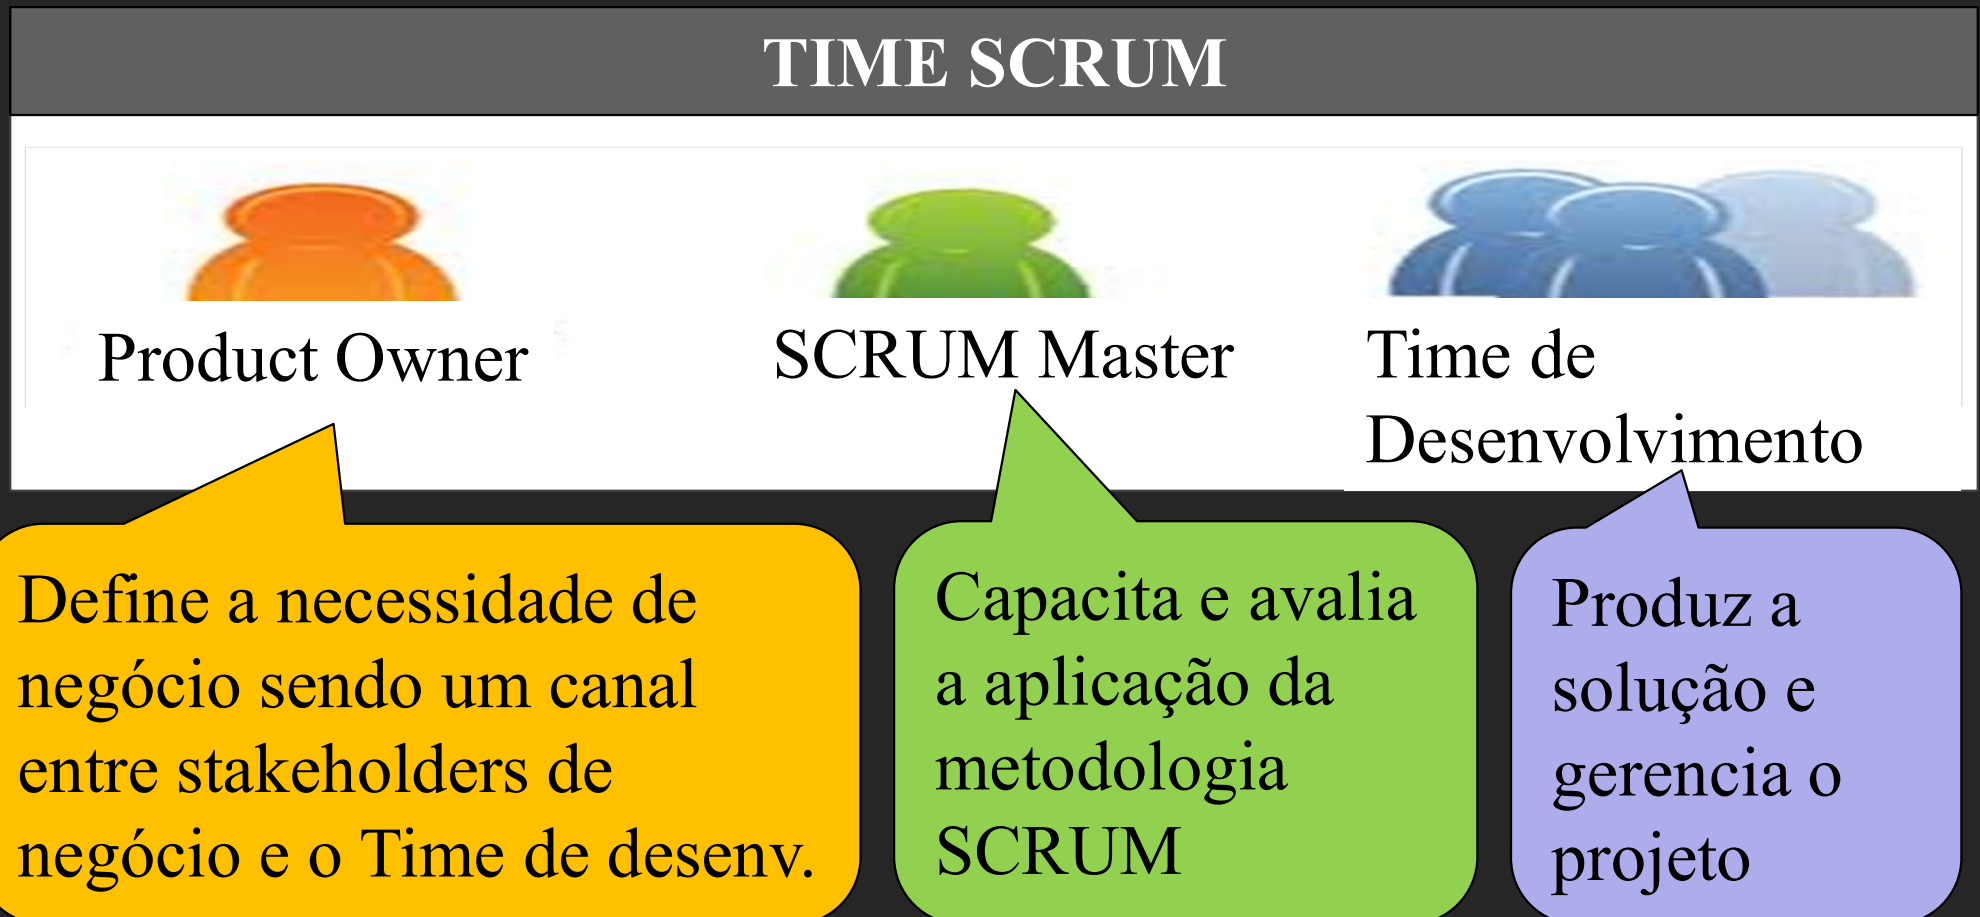 TIME SCRUM
Product Owner
SCRUM Master
Time de
Desenvolvimento
Define a necessidade de
negócio sendo um canal
entre stakeholders de
negócio e o Time de desenv.
Capacita e avalia
a aplicação da
metodologia
SCRUM
Produz a
solução e
gerencia o
projeto